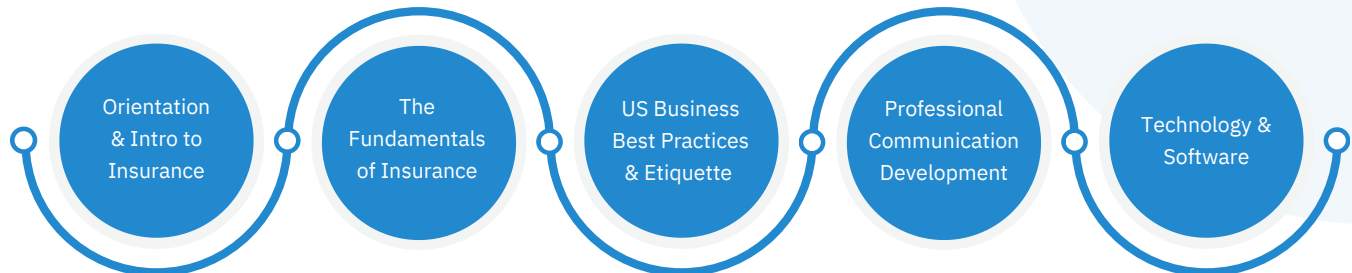 Orientation
& Intro to
Insurance
The
Fundamentals
of Insurance
US Business
Best Practices
& Etiquette
Professional
Communication
Development
Technology &
Software